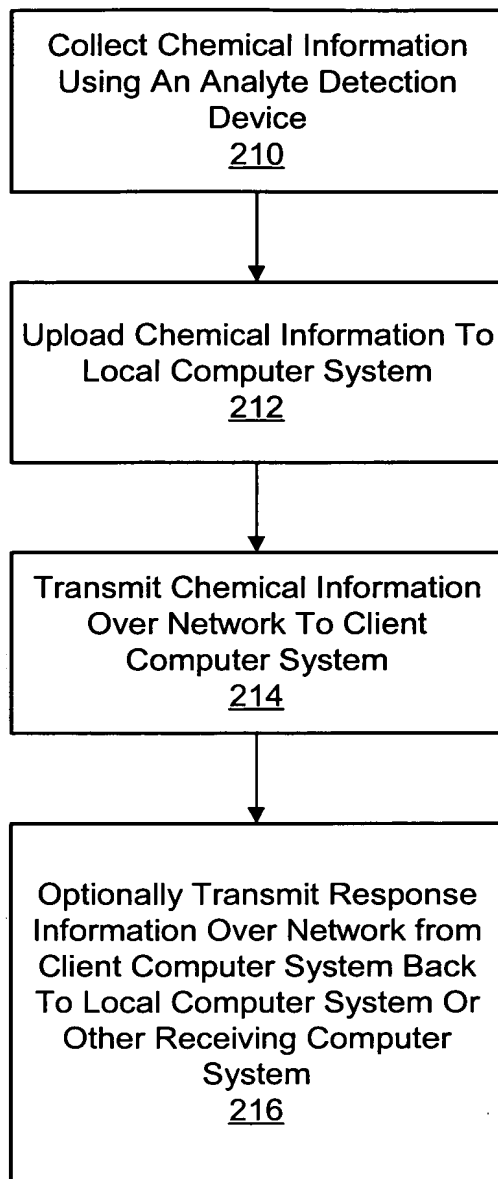 Collect Chemical Information
Using An Analyte Detection
Device
210
Upload Chemical Information To
Local Computer System
212
Transmit Chemical Information
Over Network To Client
Computer System
214
Optionally Transmit Response
Information Over Network from
Client Computer System Back
To Local Computer System Or
Other Receiving Computer
System
216